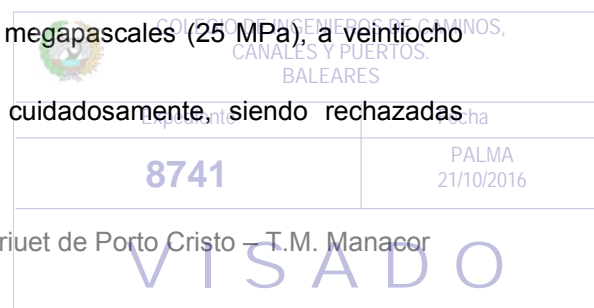 COLEGIO DE INGENIEROS DE CAMINOS,
megapascales (25 MPa), a veintiocho
CANALES Y PUERTOS.
BALEARES
cuidadosamente, siendo rechazadas
Expediente Fecha
8741
PALMA
21/10/2016
riuet de Porto Cristo – T.M. Manacor
VISADO